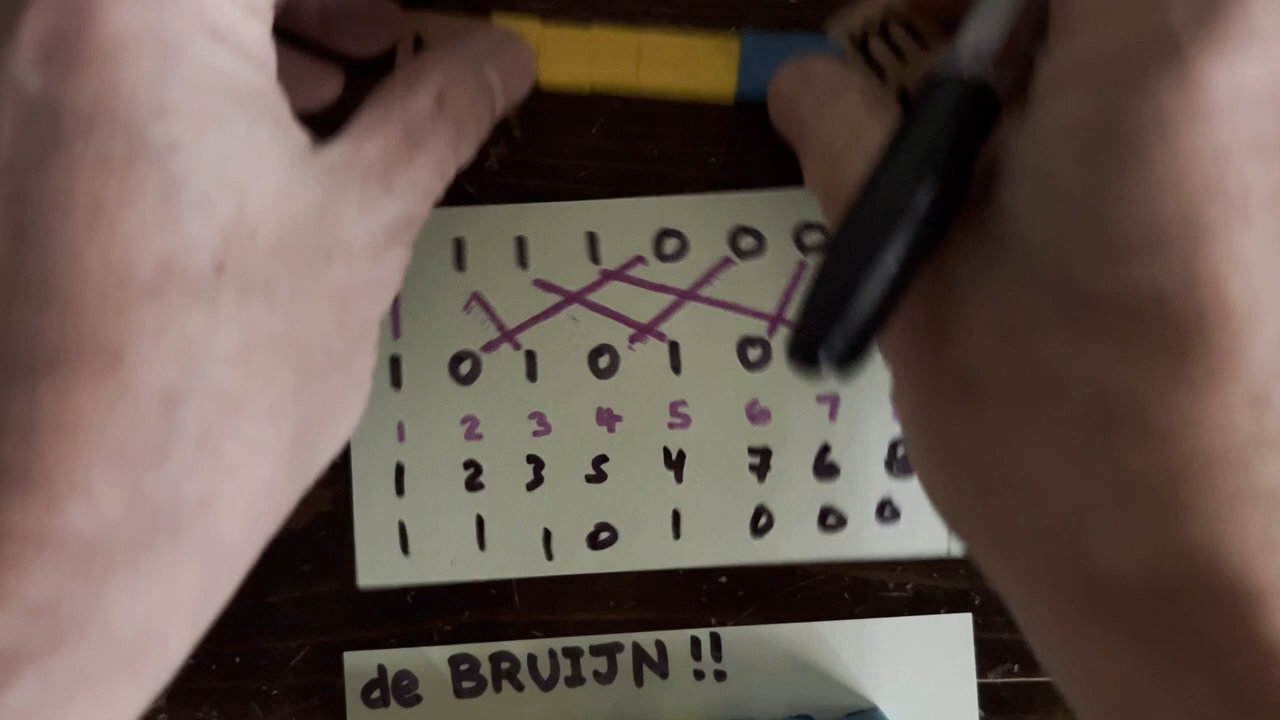 m
1 1 1 0 0 0
1 0 1 0 1 0
1 2 3 4 5 6 7
1 2 3 5 4 7 6
1 1 1 0 1 0 0 0
de BRUIJN !!